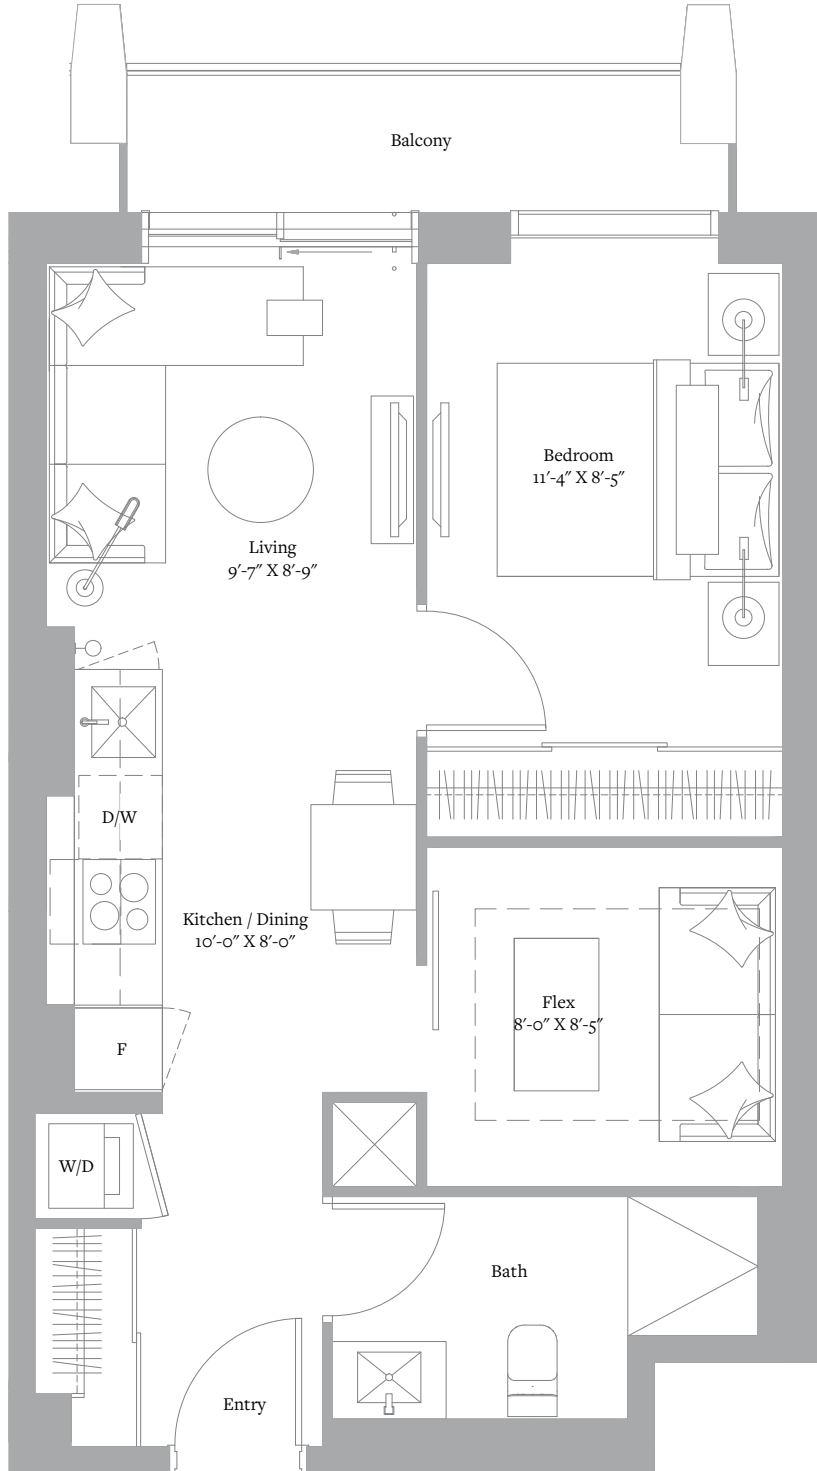 Balcony
Bedroom
11'-4" X 8'-5"
Living
9'-7" X 8'-9"
D/W
Kitchen / Dining
10'-0" X 8'-0"
Flex
8'-0" X 8'-5"
F
W/D
Bath
Entry